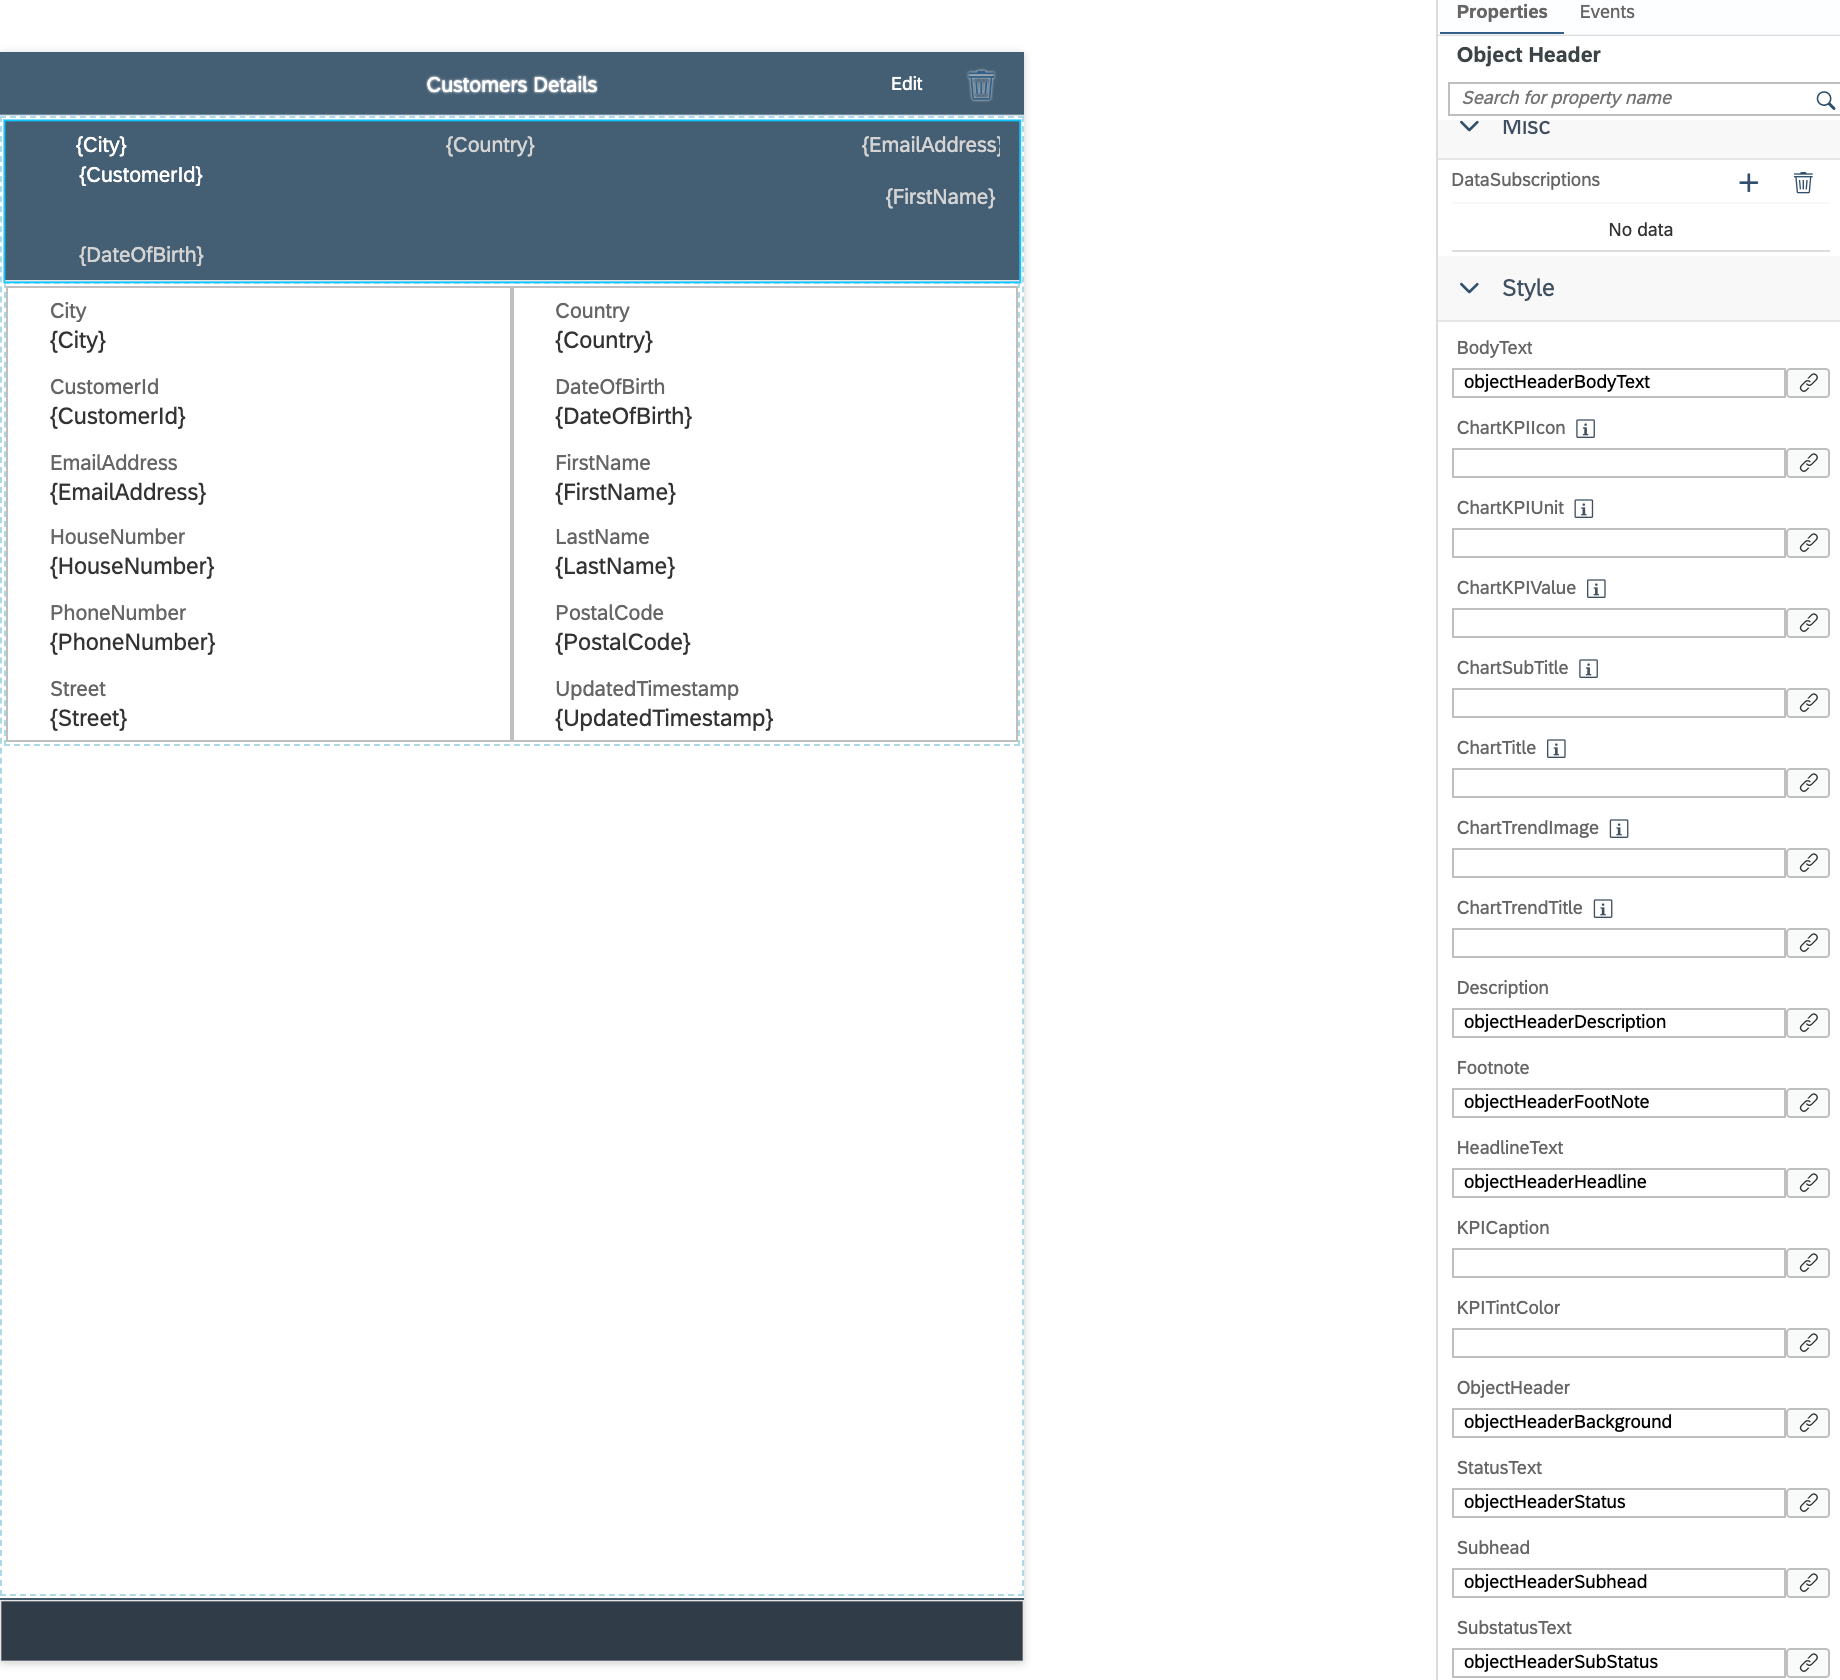 Customers Details
Edit
{City}
{Country}
{EmailAddress}
{CustomerId}
{FirstName}
{DateOfBirth}
City
{City}
Country
{Country}
CustomerId
{CustomerId}
DateOfBirth
{DateOfBirth}
EmailAddress
{EmailAddress}
FirstName
{FirstName}
HouseNumber
{HouseNumber}
LastName
{LastName}
PhoneNumber
{PhoneNumber}
PostalCode
{PostalCode}
Street
{Street}
UpdatedTimestamp
{UpdatedTimestamp}
Properties
Events
Object Header
Search for property name
Misc
DataSubscriptions
No data
Style
BodyText
objectHeaderBodyText
ChartKPIIcon
ChartKPIUnit
ChartKPIValue
ChartSubTitle
ChartTitle
ChartTrendImage
ChartTrendTitle
Description
objectHeaderDescription
Footnote
objectHeaderFootNote
HeadlineText
objectHeaderHeadline
KPICaption
KPITintColor
ObjectHeader
objectHeaderBackground
StatusText
objectHeaderStatus
Subhead
objectHeaderSubhead
SubstatusText
objectHeaderSubStatus